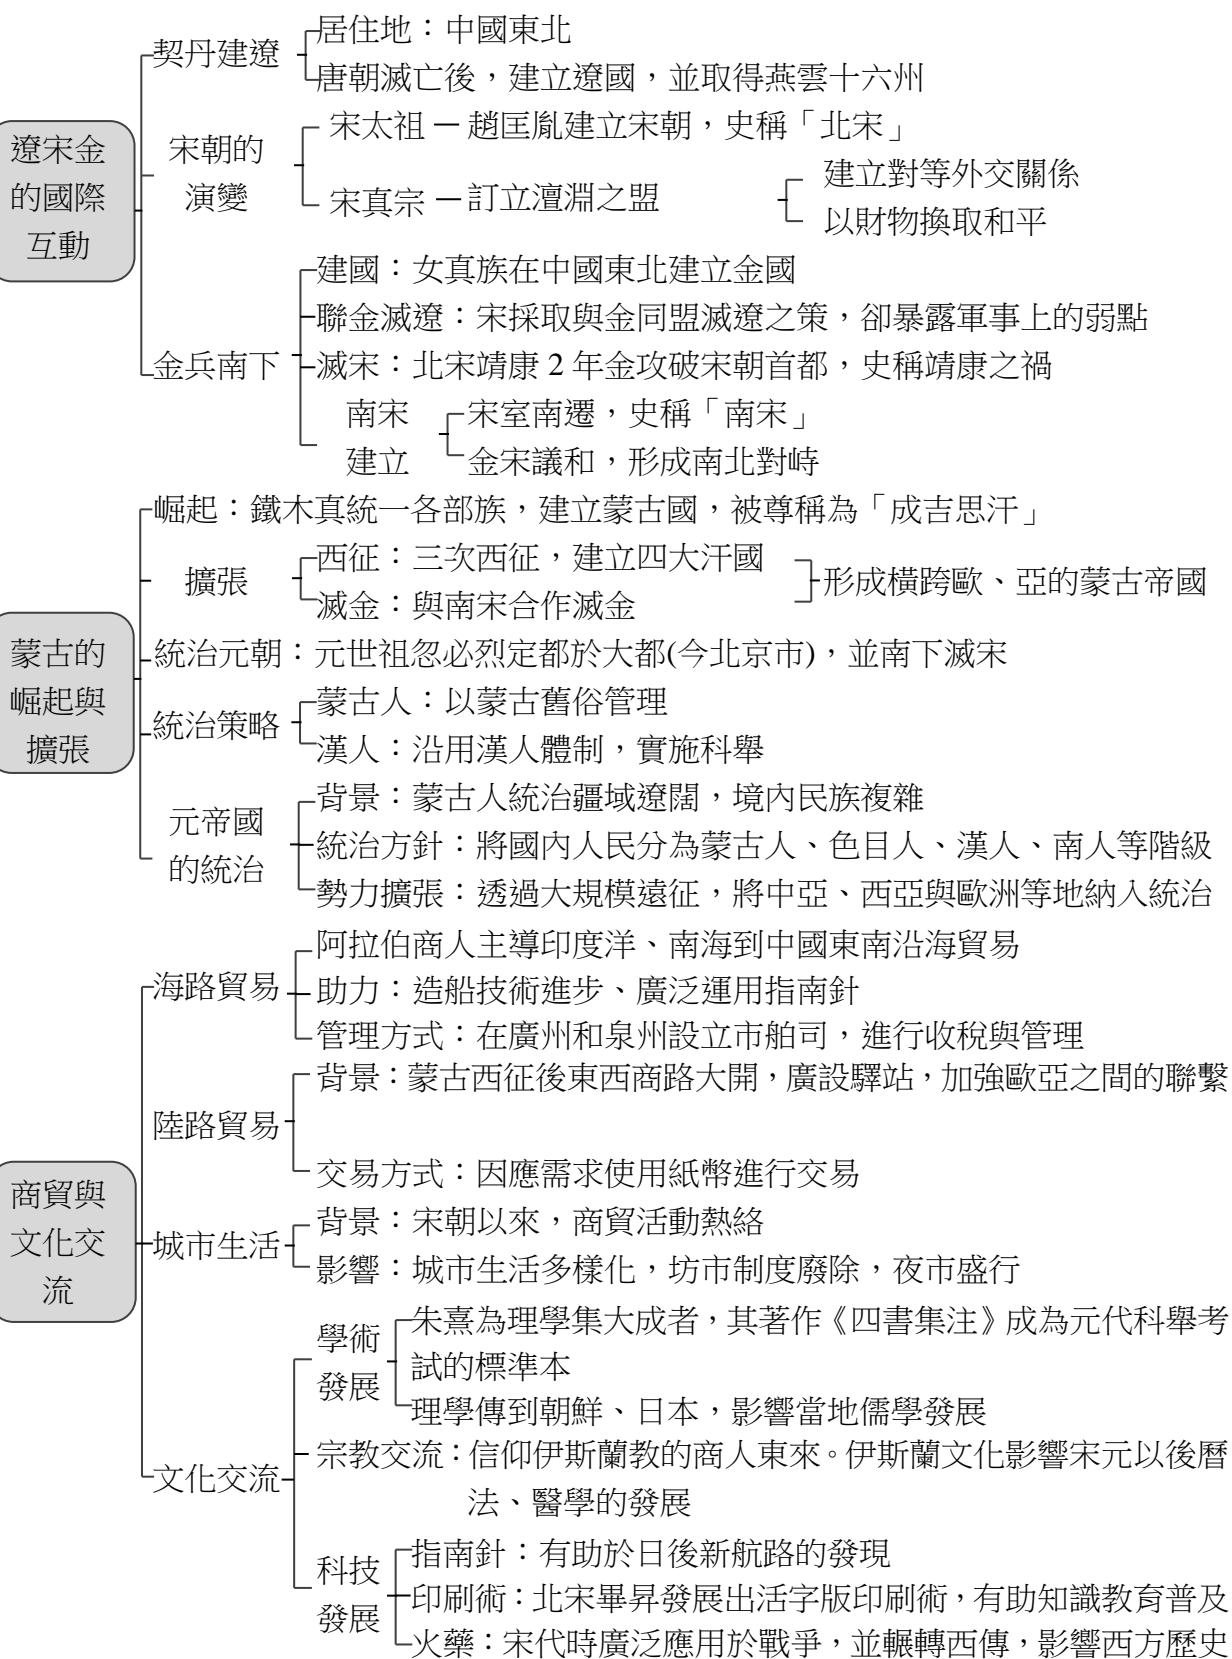 遼宋金
的國際
互動
契丹建遼
居住地：中國東北
唐朝滅亡後，建立遼國，並取得燕雲十六州
宋朝的
演變
宋太祖－趙匡胤建立宋朝，史稱「北宋」
宋真宗－訂立澶淵之盟
建立對等外交關係
以財物換取和平
金兵南下
建國：女真族在中國東北建立金國
聯金滅遼：宋採取與金同盟滅遼之策，卻暴露軍事上的弱點
滅宋：北宋靖康 2 年金攻破宋朝首都，史稱靖康之禍
南宋
建立
宋室南遷，史稱「南宋」
金宋議和，形成南北對峙
蒙古的
崛起與
擴張
崛起：鐵木真統一各部族，建立蒙古國，被尊稱為「成吉思汗」
擴張
西征：三次西征，建立四大汗國
滅金：與南宋合作滅金
形成橫跨歐、亞的蒙古帝國
統治元朝：元世祖忽必烈定都於大都(今北京市)，並南下滅宋
統治策略
蒙古人：以蒙古舊俗管理
漢人：沿用漢人體制，實施科舉
元帝國
的統治
背景：蒙古人統治疆域遼闊，境內民族複雜
統治方針：將國內人民分為蒙古人、色目人、漢人、南人等階級
勢力擴張：透過大規模遠征，將中亞、西亞與歐洲等地納入統治
商貿與
文化交
流
海路貿易
阿拉伯商人主導印度洋、南海到中國東南沿海貿易
助力：造船技術進步、廣泛運用指南針
管理方式：在廣州和泉州設立市舶司，進行收稅與管理
陸路貿易
背景：蒙古西征後東西商路大開，廣設驛站，加強歐亞之間的聯繫
交易方式：因應需求使用紙幣進行交易
城市生活
背景：宋朝以來，商貿活動熱絡
影響：城市生活多樣化，坊市制度廢除，夜市盛行
文化交流
學術
發展
朱熹為理學集大成者，其著作《四書集注》成為元代科舉考
試的標準本
理學傳到朝鮮、日本，影響當地儒學發展
宗教交流：信仰伊斯蘭教的商人東來。伊斯蘭文化影響宋元以後曆
法、醫學的發展
科技
發展
指南針：有助於日後新航路的發現
印刷術：北宋畢昇發展出活字版印刷術，有助知識教育普及
火藥：宋代時廣泛應用於戰爭，並輾轉西傳，影響西方歷史